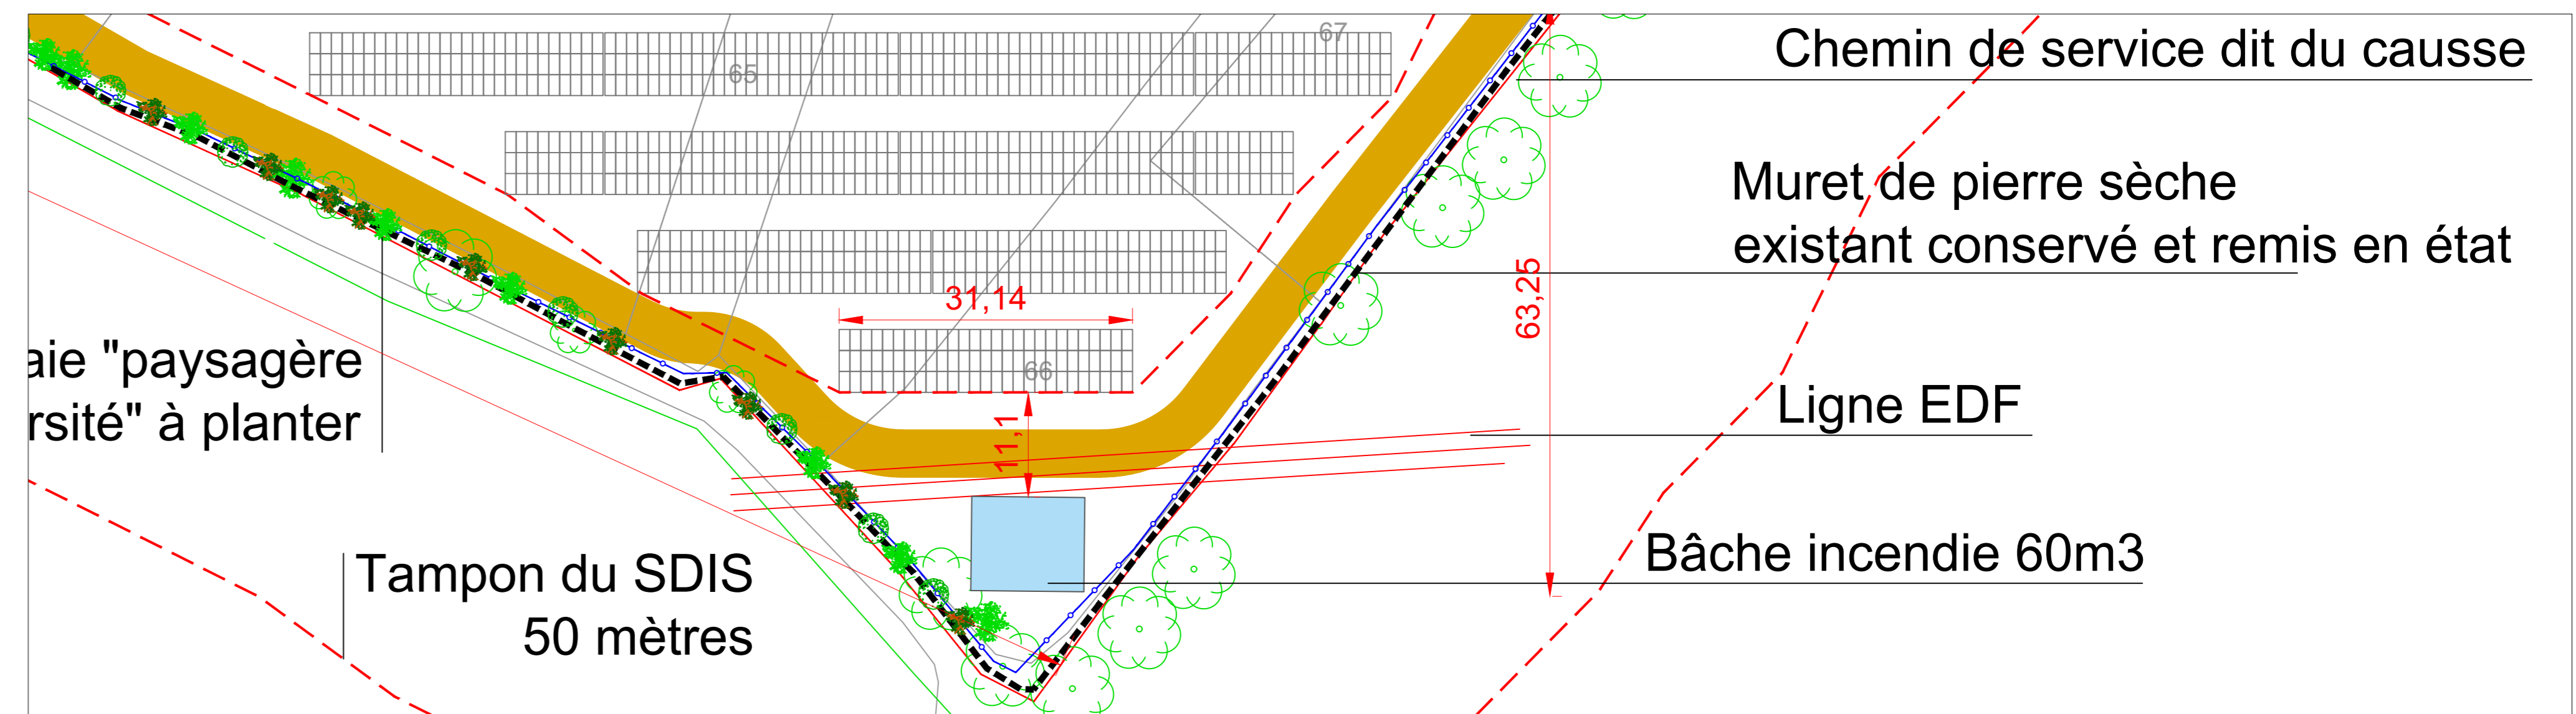 67
Chemin de service dit du causse
65
Muret de pierre sèche
existant conservé et remis en état
31,14
63,25
66
aie "paysagère
rsité" à planter
11,1
Ligne EDF
Bâche incendie 60m3
Tampon du SDIS
50 mètres